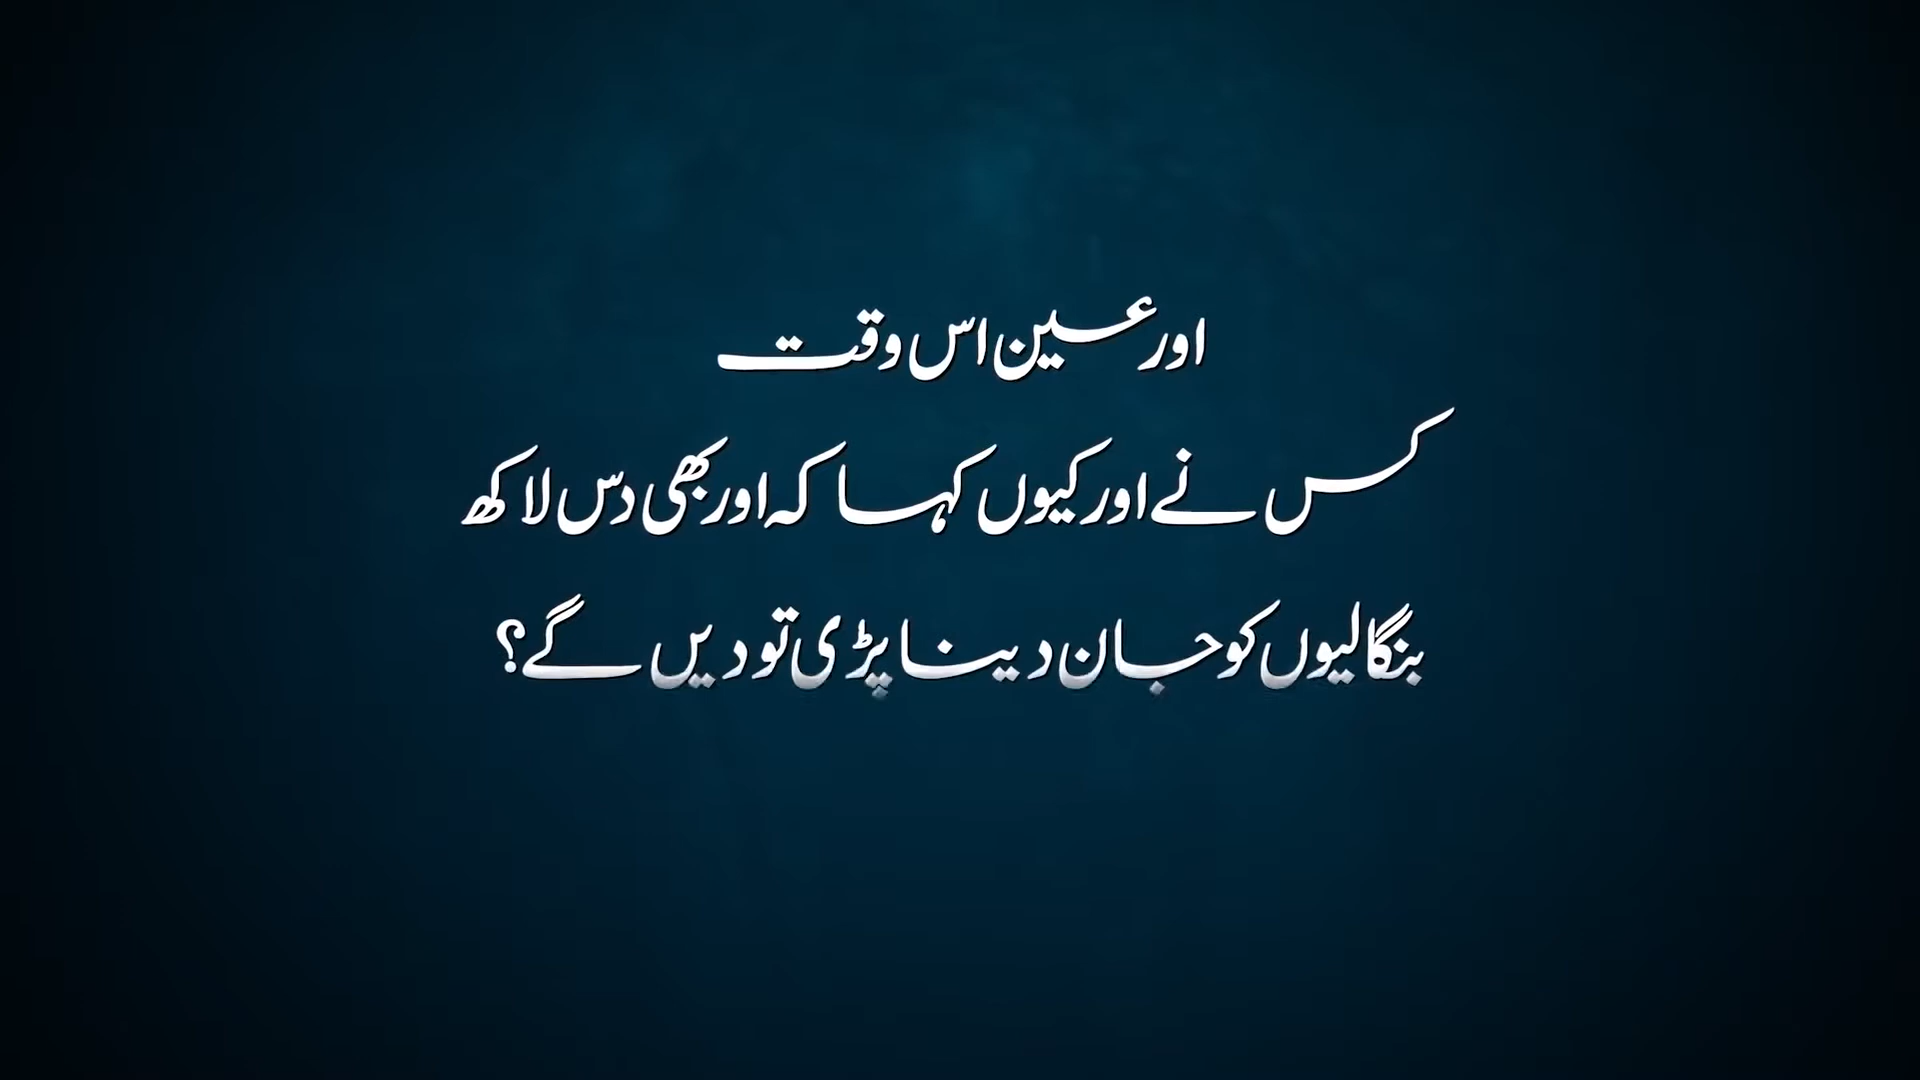 اور عین اس وقت
کس نے اور کیوں کہا کہ اور بھی دس لاکھ
بنگالیوں کو جان دینا پڑی تو دیں گے؟